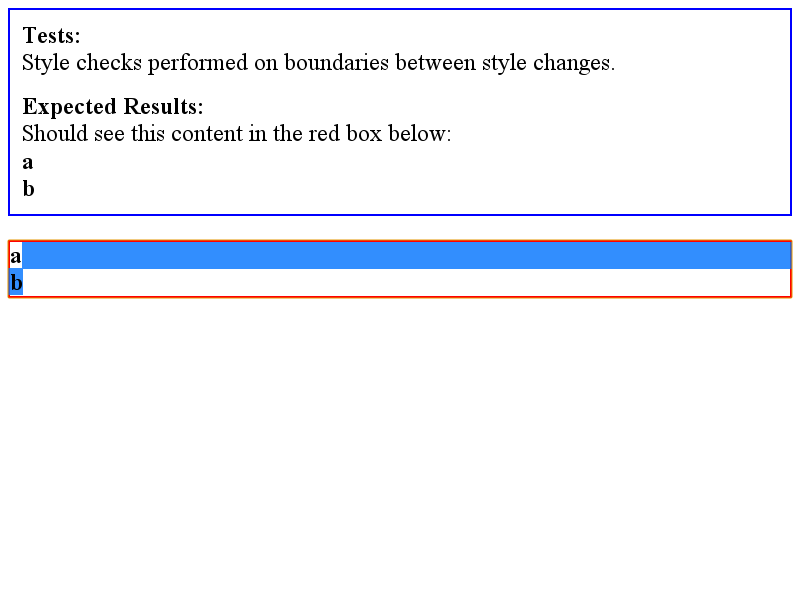 Tests:
Style checks performed on boundaries between style changes.
Expected Results:
Should see this content in the red box below:
a
b
a
b